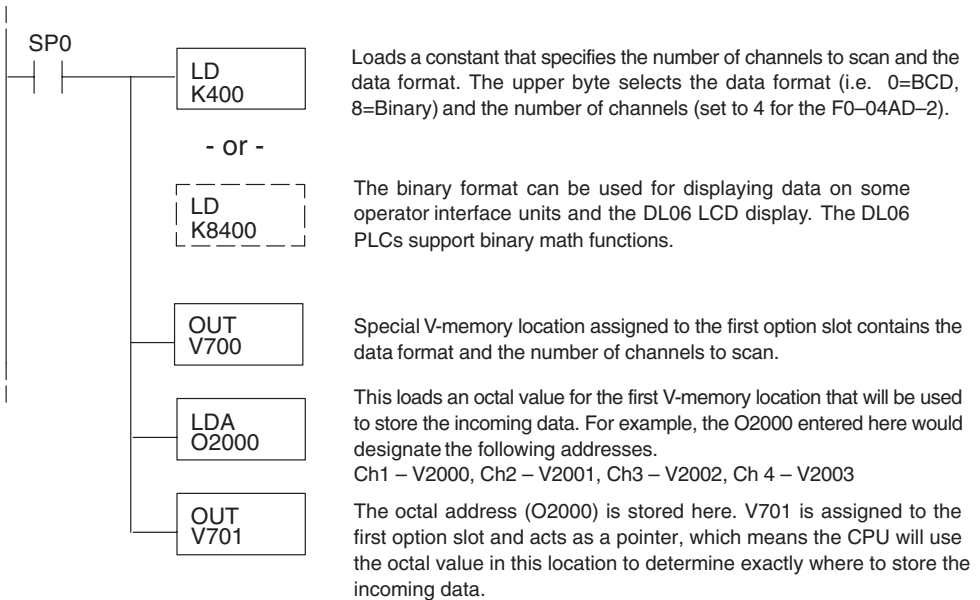 SP0
LD
K400
Loads a constant that specifies the number of channels to scan and the
data format. The upper byte selects the data format (i.e. 0=BCD,
8=Binary) and the number of channels (set to 4 for the F0–04AD–2).
- or -
LD
K8400
The binary format can be used for displaying data on some
operator interface units and the DL06 LCD display. The DL06
PLCs support binary math functions.
OUT
V700
Special V-memory location assigned to the first option slot contains the
data format and the number of channels to scan.
LDA
O2000
This loads an octal value for the first V-memory location that will be used
to store the incoming data. For example, the O2000 entered here would
designate the following addresses.
Ch1 – V2000, Ch2 – V2001, Ch3 – V2002, Ch 4 – V2003
OUT
V701
The octal address (O2000) is stored here. V701 is assigned to the
first option slot and acts as a pointer, which means the CPU will use
the octal value in this location to determine exactly where to store the
incoming data.